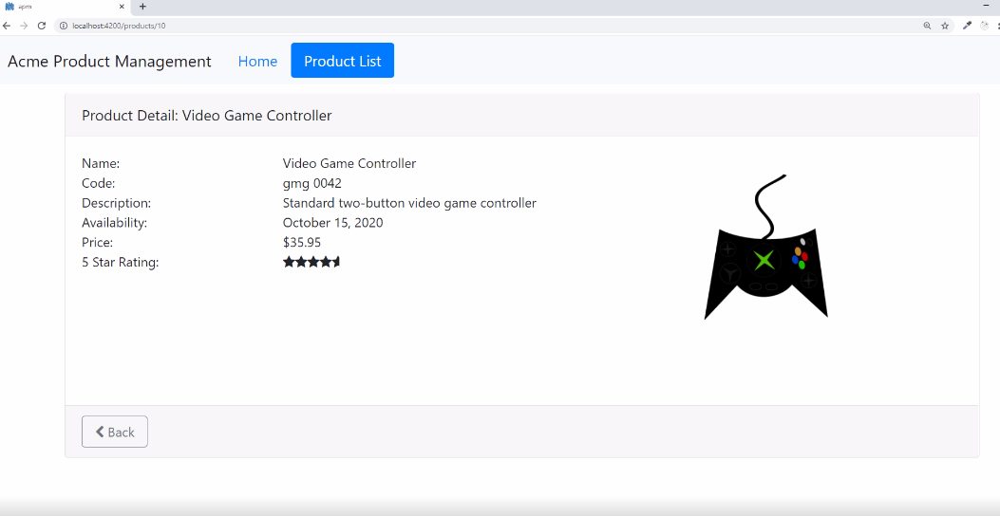 apm
localhost:4200/products/10
Acme Product Management Home Product List
Product Detail: Video Game Controller
Name: Video Game Controller
Code: gmg 0042
Description: Standard two-button video game controller
Availability: October 15, 2020
Price: $35.95
5 Star Rating:
Back